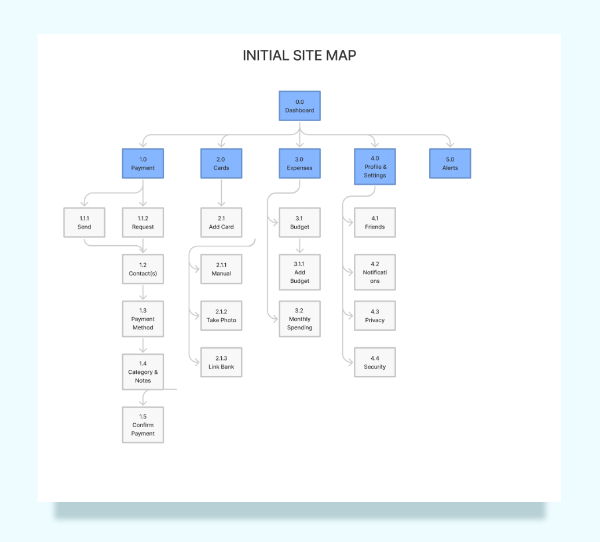 INITIAL SITE MAP
0.0
Dashboard
1.0
Payment
2.0
Cards
3.0
Expenses
4.0
Profile &
Settings
5.0
Alerts
1.1.1
Send
1.1.2
Request
2.1
Add Card
3.1
Budget
4.1
Friends
1.2
Contact(s)
2.1.1
Manual
3.1.1
Add
Budget
4.2
Notificati
ons
1.3
Payment
Method
2.1.2
Take Photo
3.2
Monthly
Spending
4.3
Privacy
1.4
Category &
Notes
2.1.3
Link Bank
4.4
Security
1.5
Confirm
Payment